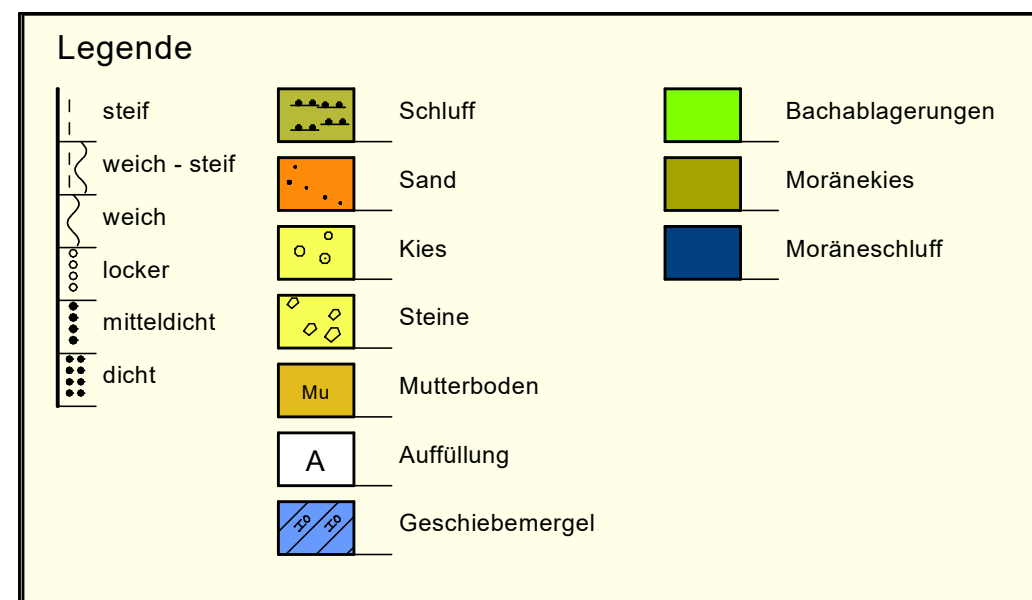 Legende
steif
weich - steif
weich
locker
mitteldicht
dicht
Schluff
Sand
Kies
Steine
Mu Mutterboden
A Auffüllung
Geschiebemergel
Bachablagerungen
Moränekies
Moräneschluff